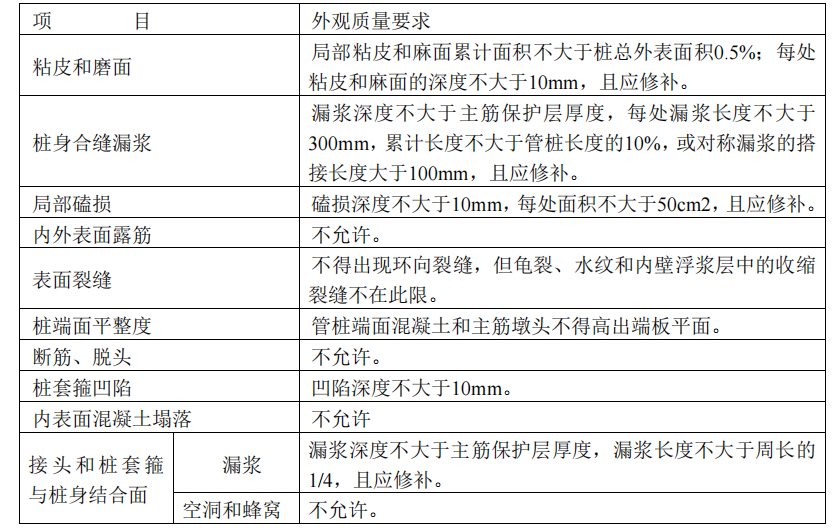 项 目 外观质量要求
粘皮和磨面
局部粘皮和麻面累计面积不大于桩总外表面积0.5%；每处
粘皮和麻面的深度不大于10mm，且应修补。
桩身合缝漏浆
漏浆深度不大于主筋保护层厚度，每处漏浆长度不大于
300mm，累计长度不大于管桩长度的10%，或对称漏浆的搭
接长度大于100mm，且应修补。
局部磕损 磕损深度不大于10mm，每处面积不大于50cm2，且应修补。
内外表面露筋 不允许。
表面裂缝
不得出现环向裂缝，但龟裂、水纹和内壁浮浆层中的收缩
裂缝不在此限。
桩端面平整度 管桩端面混凝土和主筋墩头不得高出端板平面。
断筋、脱头 不允许。
桩套箍凹陷 凹陷深度不大于10mm。
内表面混凝土塌落 不允许
接头和桩套箍
与桩身结合面
漏浆
漏浆深度不大于主筋保护层厚度，漏浆长度不大于周长的
1/4，且应修补。
空洞和蜂窝 不允许。